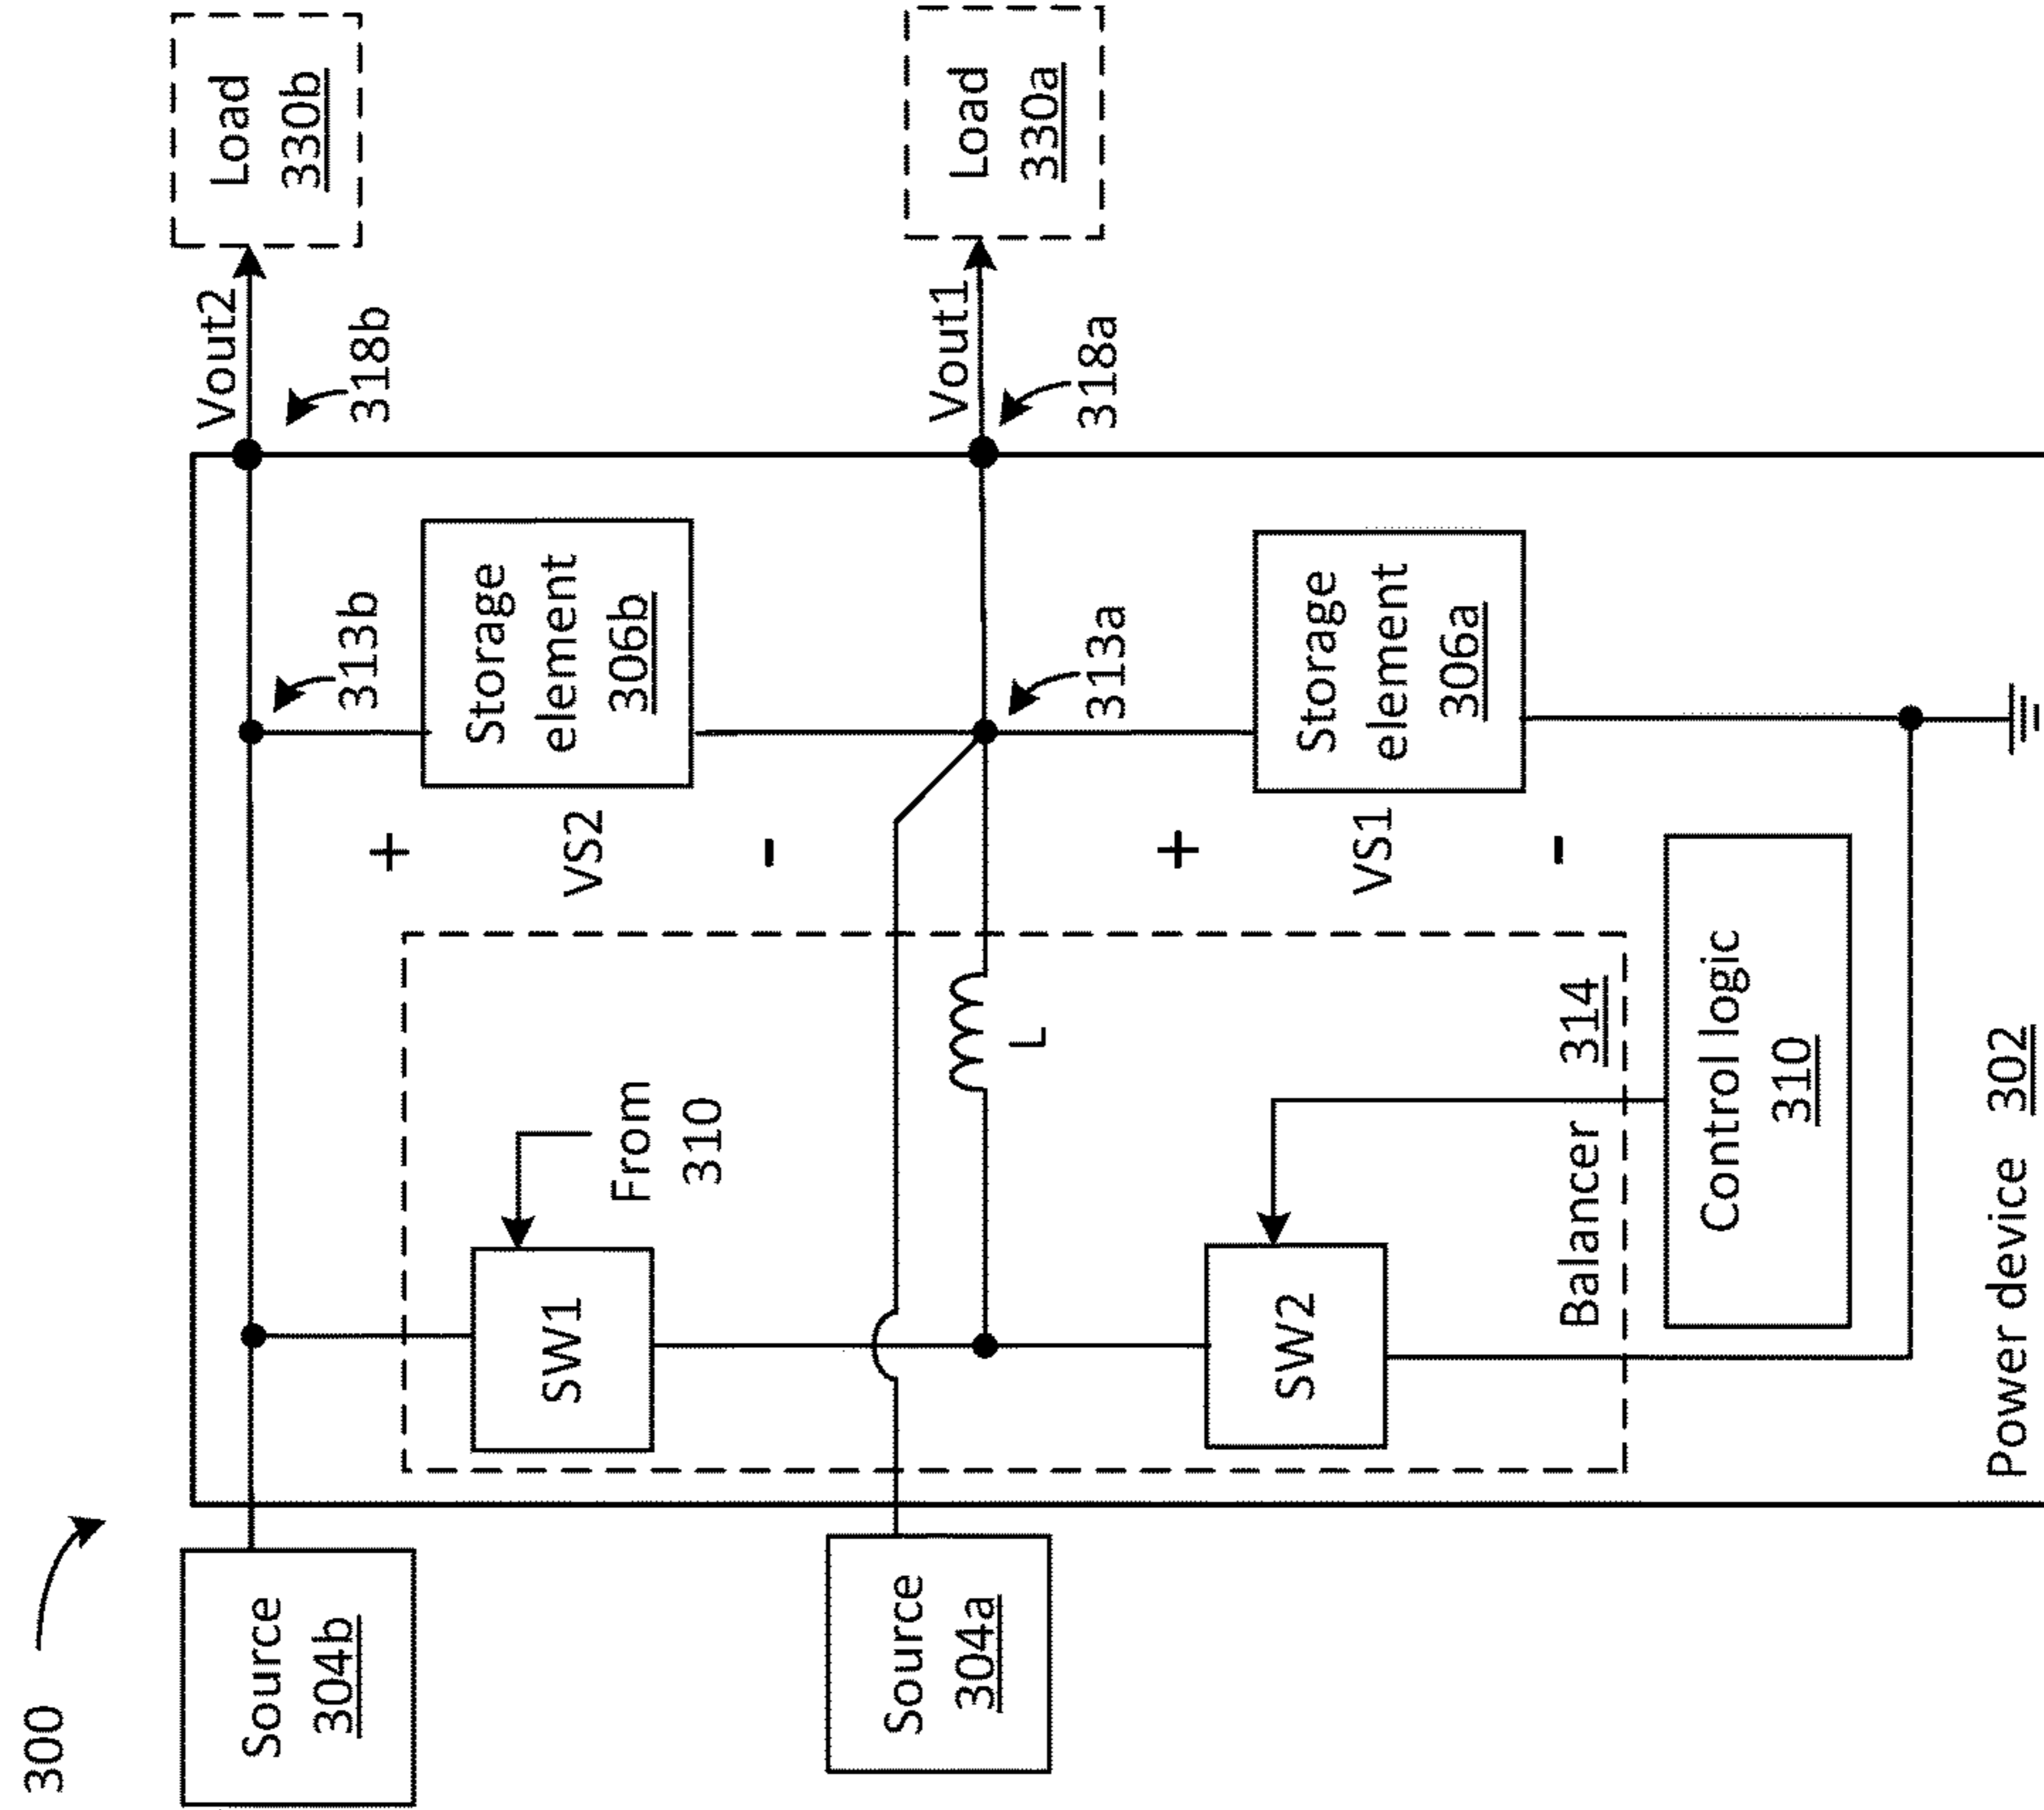 300
Source
304b
Source
304a
SW1
From
310
SW2
L
Balancer 314
Control logic
310
Power device 302
+
VS2
-
+
VS1
-
313b
Storage
element
306b
313a
Storage
element
306a
Vout2
318b
Vout1
318a
Load
330b
Load
330a